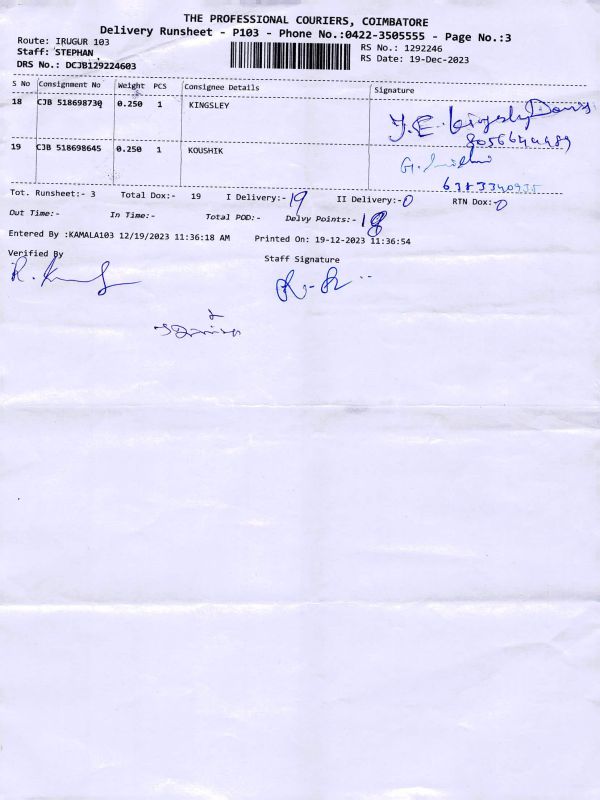 THE PROFESSIONAL COURIERS, COIMBATORE
Delivery Runsheet - P103 - Phone No.:0422-3505555 - Page No.:3
Route: IRUGUR 103
RS No.: 1292246
Staff: STEPHAN
RS Date: 19-Dec-2023
DRS No.: DCJB129224603
S No Consignment No Weight PCS Consignee Details Signature
18 CJB 518698730 0.250 1 KINGSLEY
J.E. kingsly Davis
19 CJB 518698645 0.250 1 KOUSHIK
Tot. Runsheet:- 3 Total Dox:- 19 I Delivery:- 19 II Delivery:- 0 RTN Dox:- 0
Out Time:- In Time:- Total POD:- Delvy Points:- 18
Entered By :KAMALA103 12/19/2023 11:36:18 AM Printed On: 19-12-2023 11:36:54
Verified By
Staff Signature